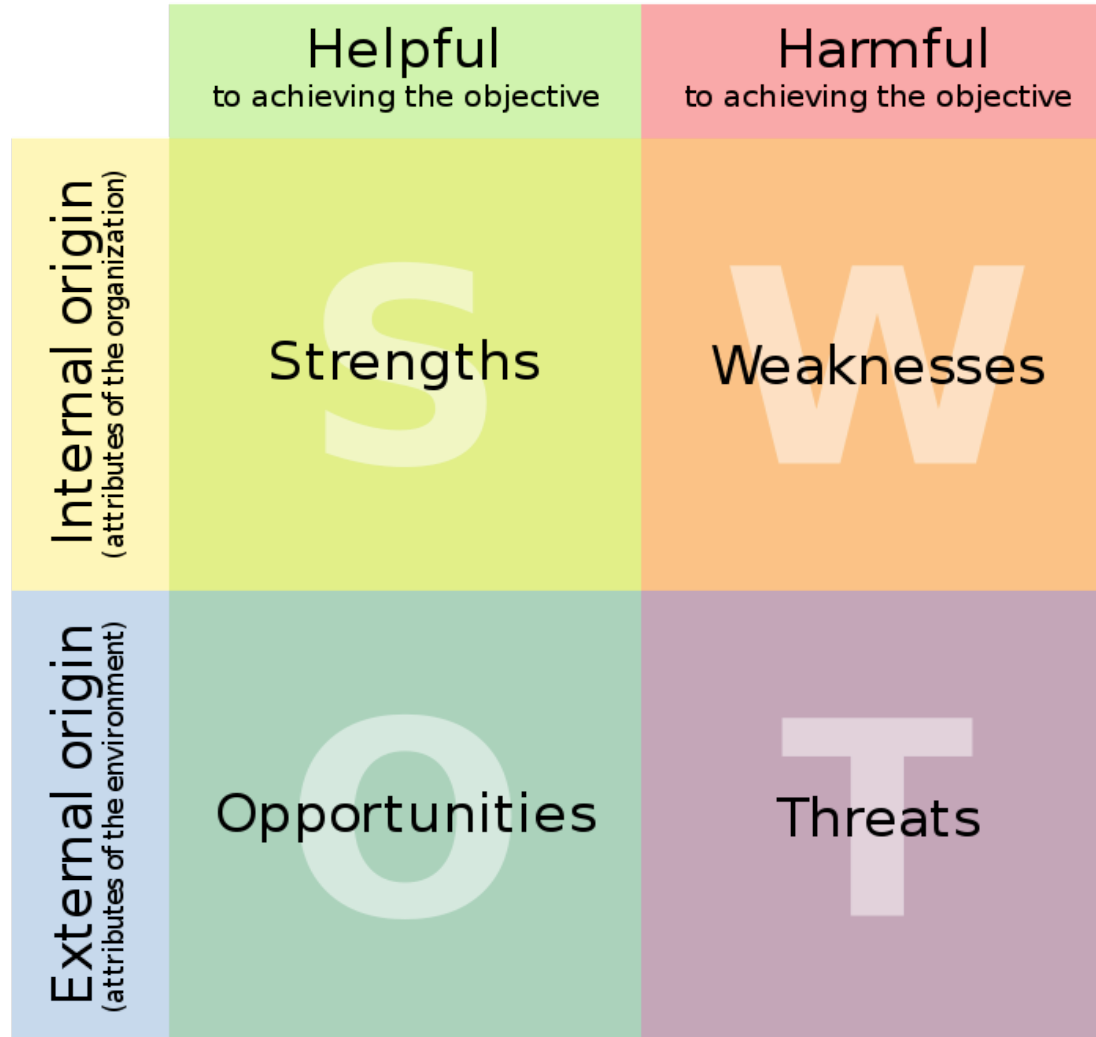 Helpful
to achieving the objective
Harmful
to achieving the objective
Internal origin
(attributes of the organization)
S
Strengths
W
Weaknesses
External origin
(attributes of the environment)
O
Opportunities
T
Threats